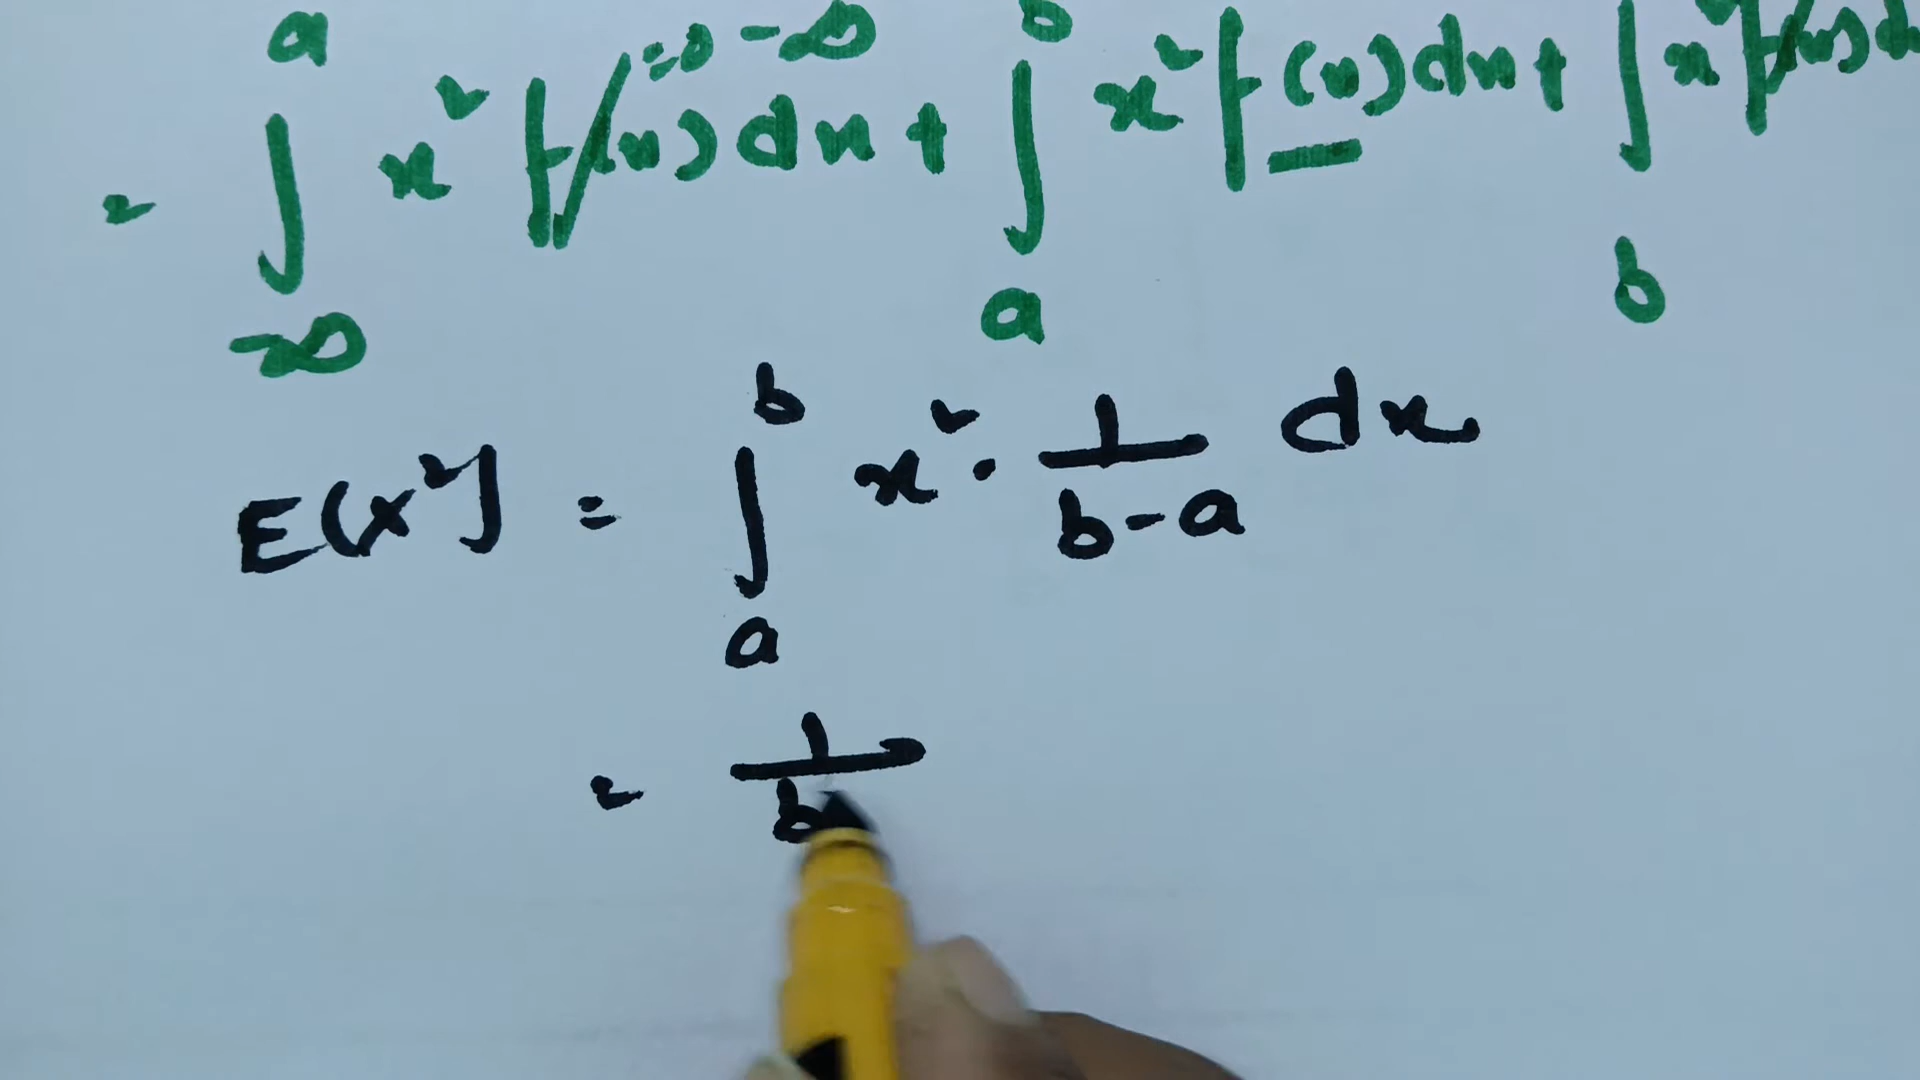 = ∫_{-∞}^{a} x² f(x) dx + ∫_{a}^{b} x² f(x) dx + ∫_{b} x² f(x) d
E(x²) = ∫_{a}^{b} x² · 1/(b-a) dx
= 1/b